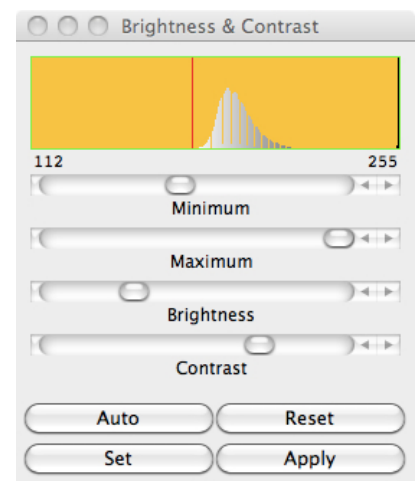 Brightness & Contrast
112 255
Minimum
Maximum
Brightness
Contrast
Auto Reset
Set Apply